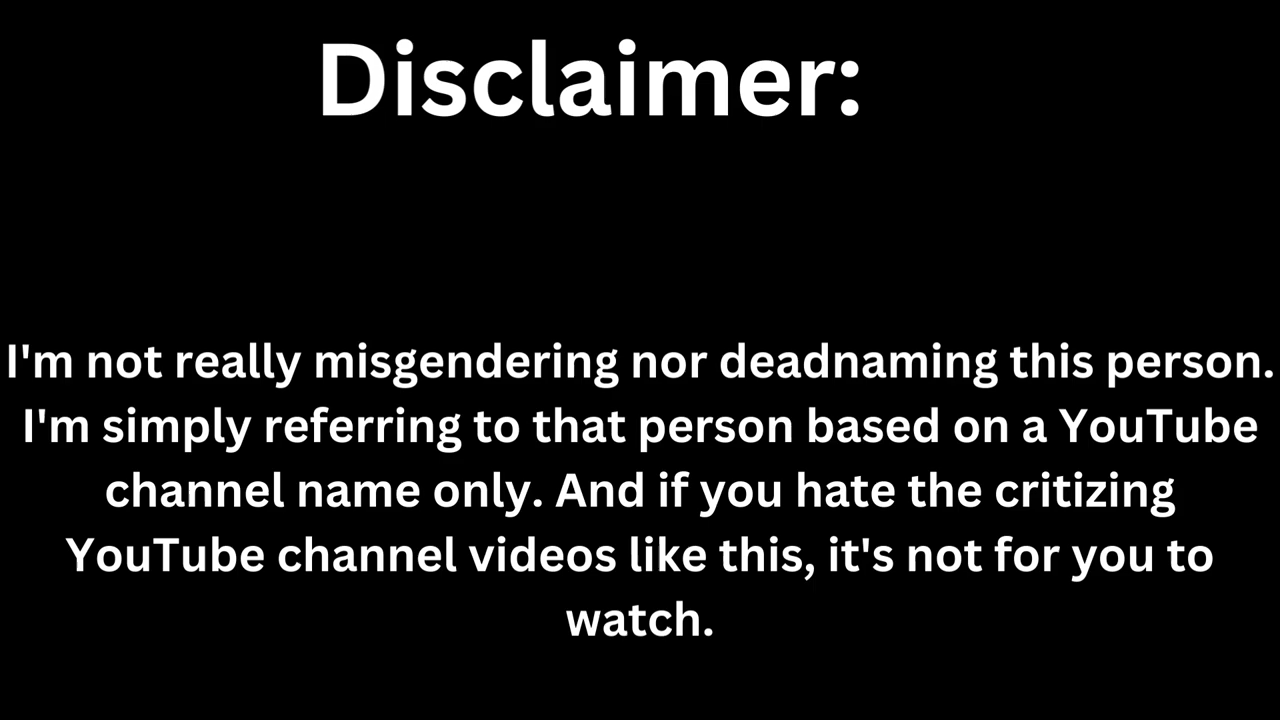 Disclaimer:
I'm not really misgendering nor deadnaming this person.
I'm simply referring to that person based on a YouTube
channel name only. And if you hate the critizing
YouTube channel videos like this, it's not for you to
watch.